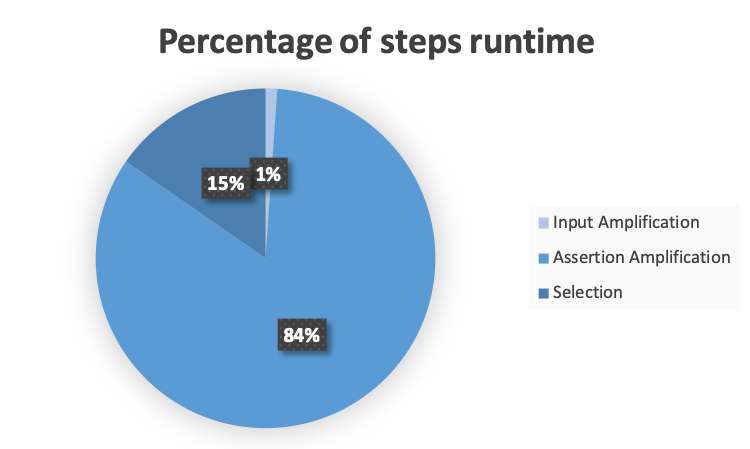 Percentage of steps runtime
15%
1%
84%
Input Amplification
Assertion Amplification
Selection